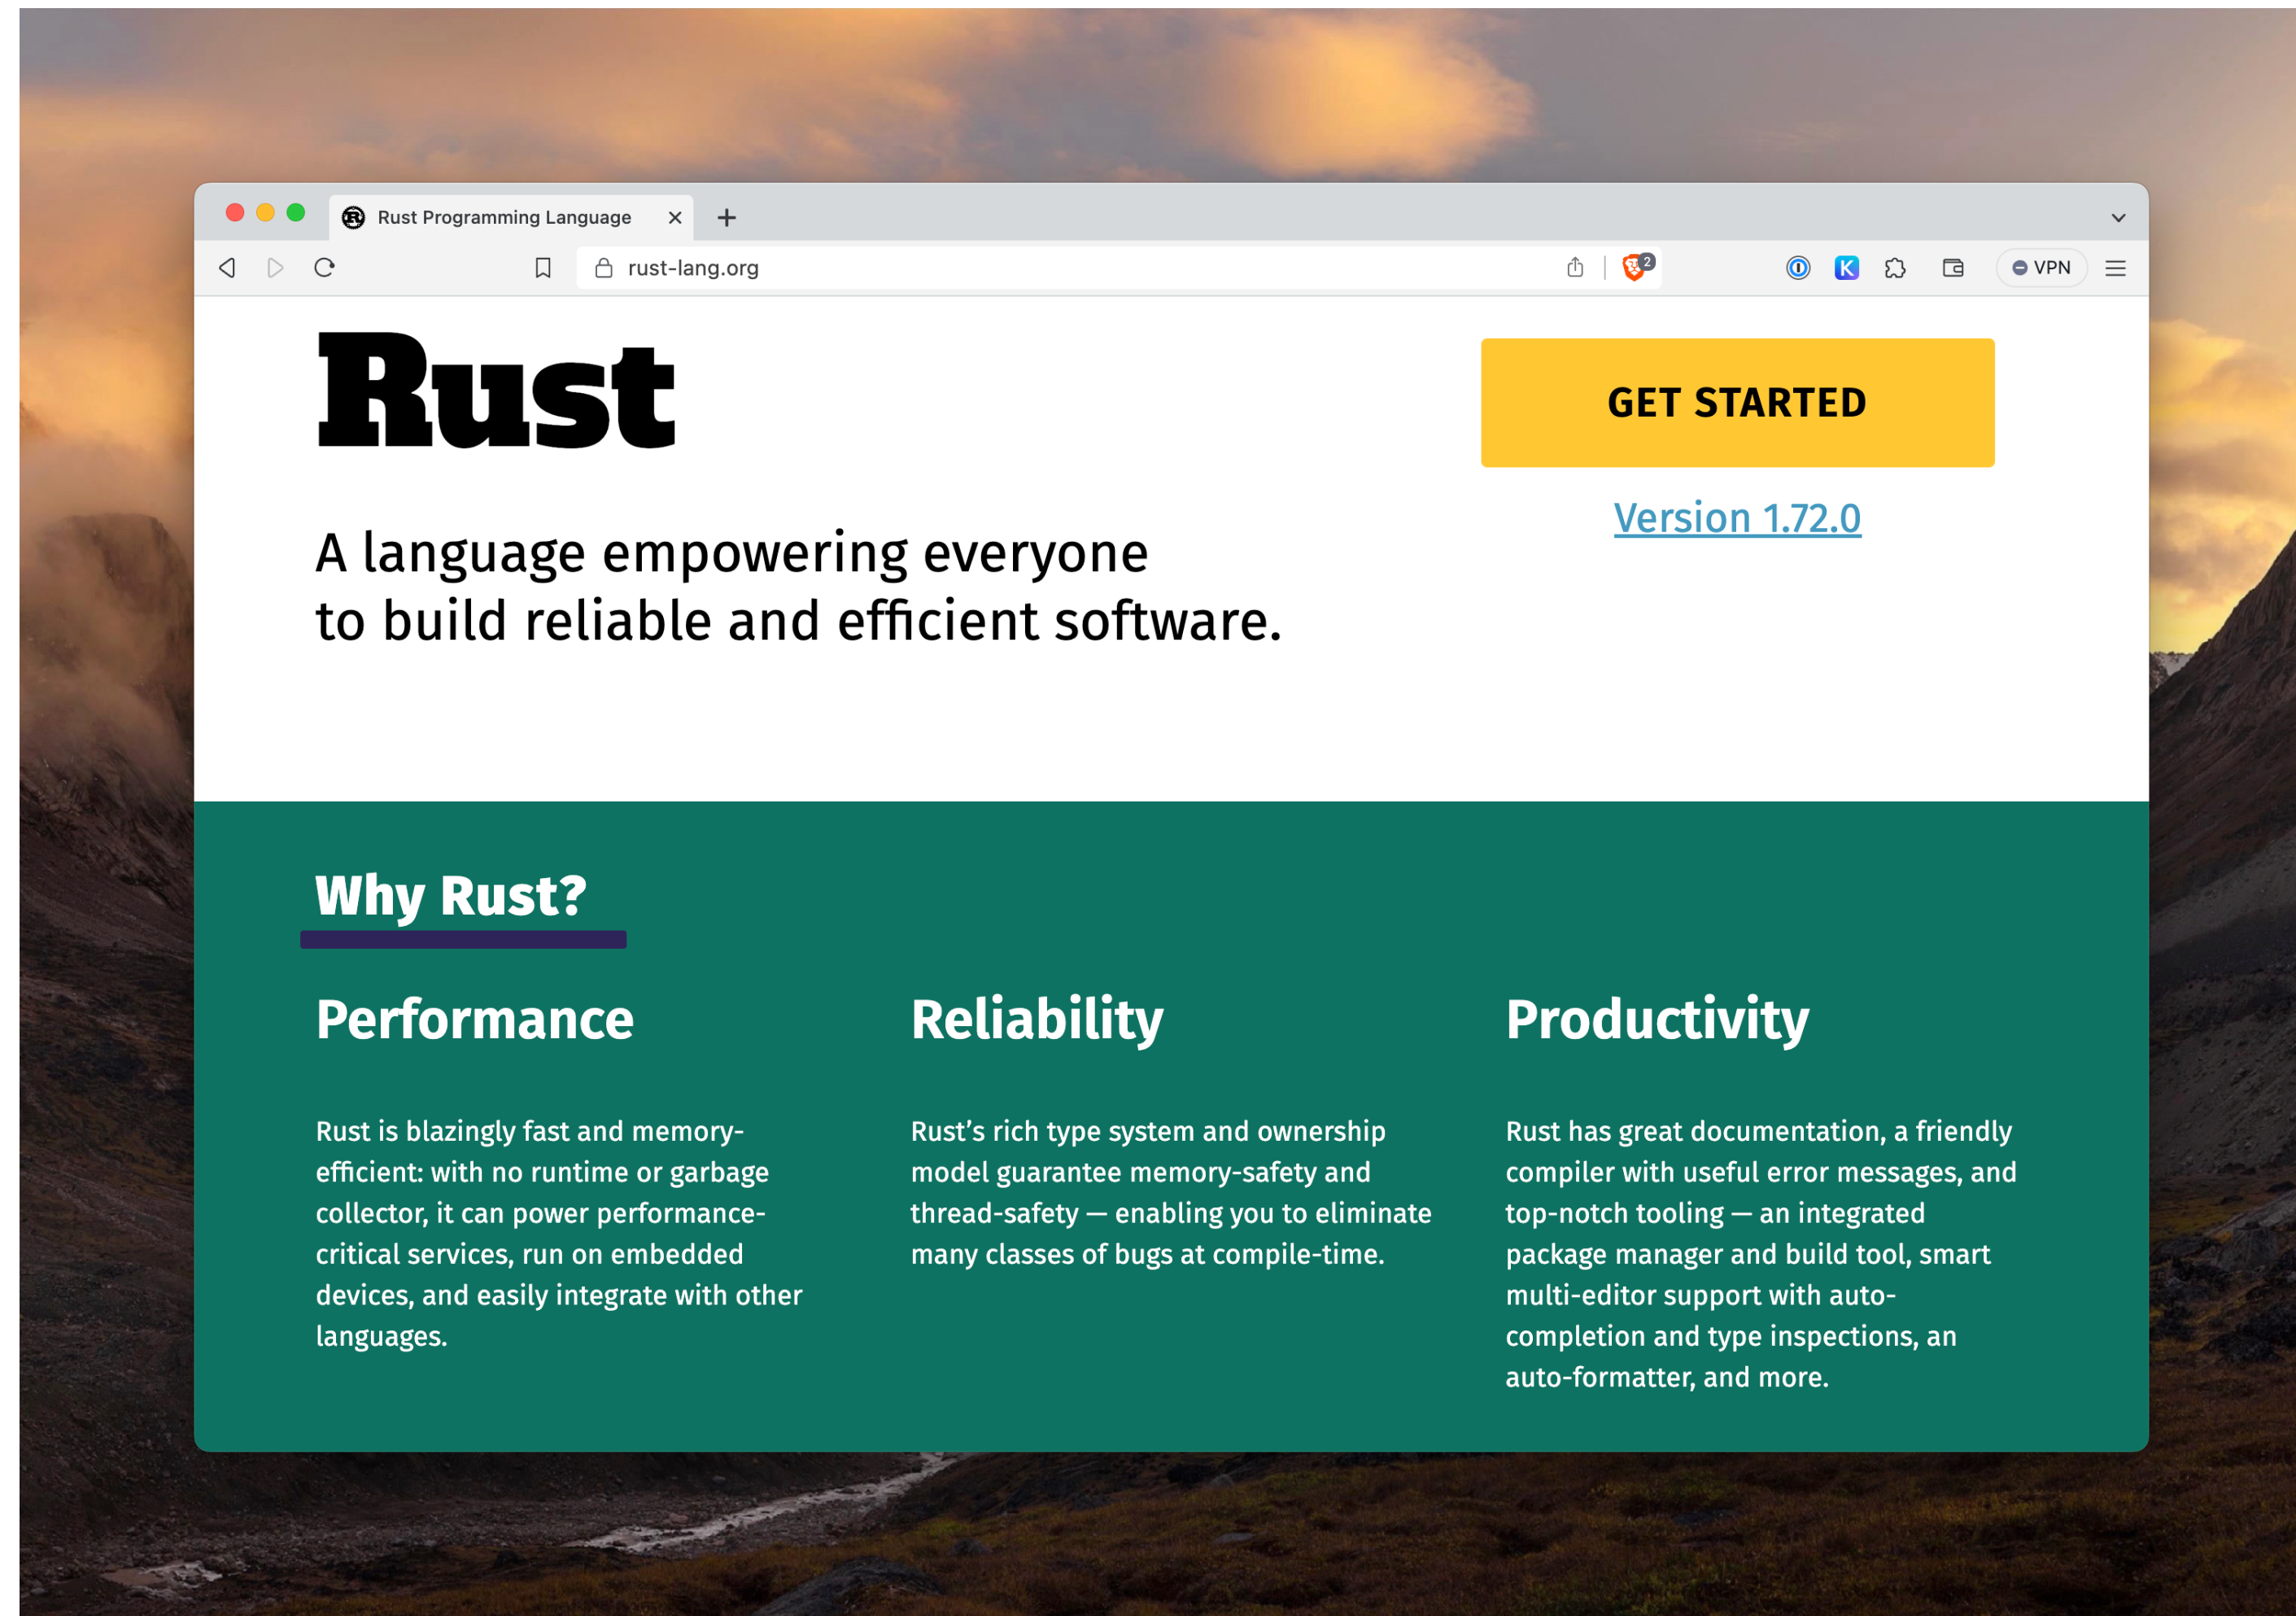 Rust Programming Language
rust-lang.org
2
VPN
Rust
GET STARTED
Version 1.72.0
A language empowering everyone
to build reliable and efficient software.
Why Rust?
Performance
Rust is blazingly fast and memory-
efficient: with no runtime or garbage
collector, it can power performance-
critical services, run on embedded
devices, and easily integrate with other
languages.
Reliability
Rust’s rich type system and ownership
model guarantee memory-safety and
thread-safety — enabling you to eliminate
many classes of bugs at compile-time.
Productivity
Rust has great documentation, a friendly
compiler with useful error messages, and
top-notch tooling — an integrated
package manager and build tool, smart
multi-editor support with auto-
completion and type inspections, an
auto-formatter, and more.